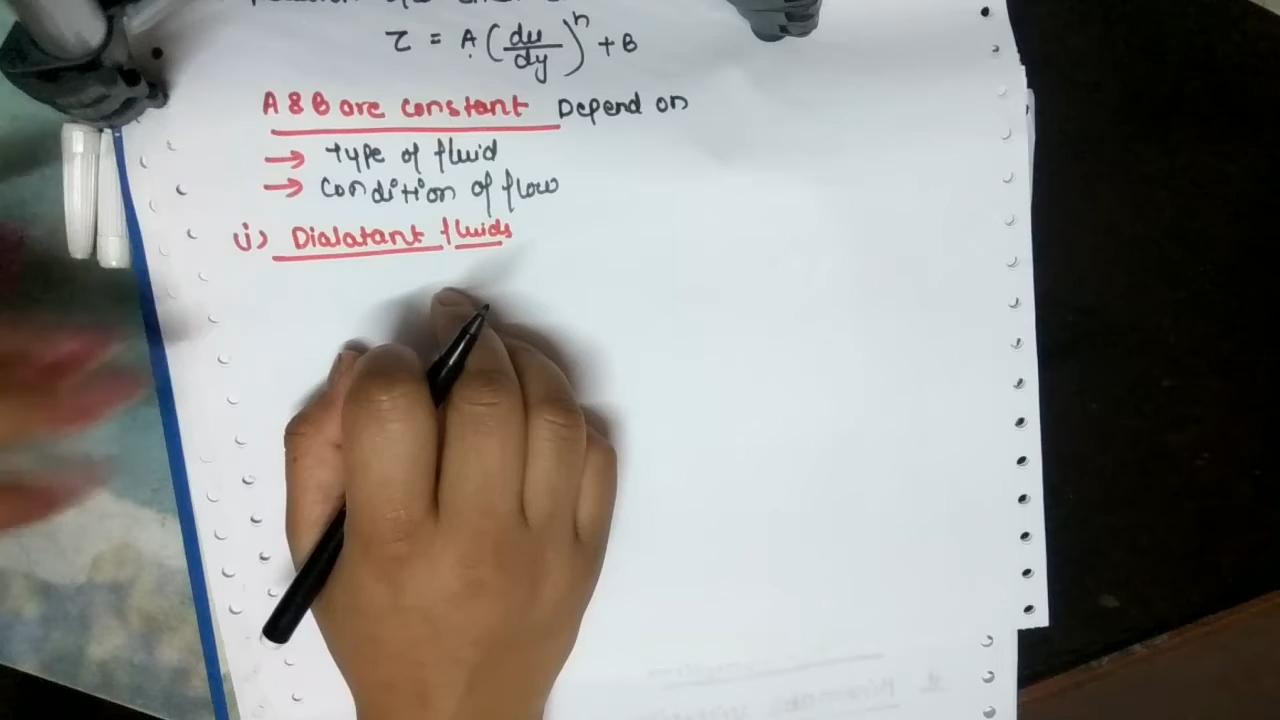 τ = A (du/dy)^n + B
A & B are constant Depend on
→ Type of fluid
→ Condition of flow
(i) Dialatant fluids